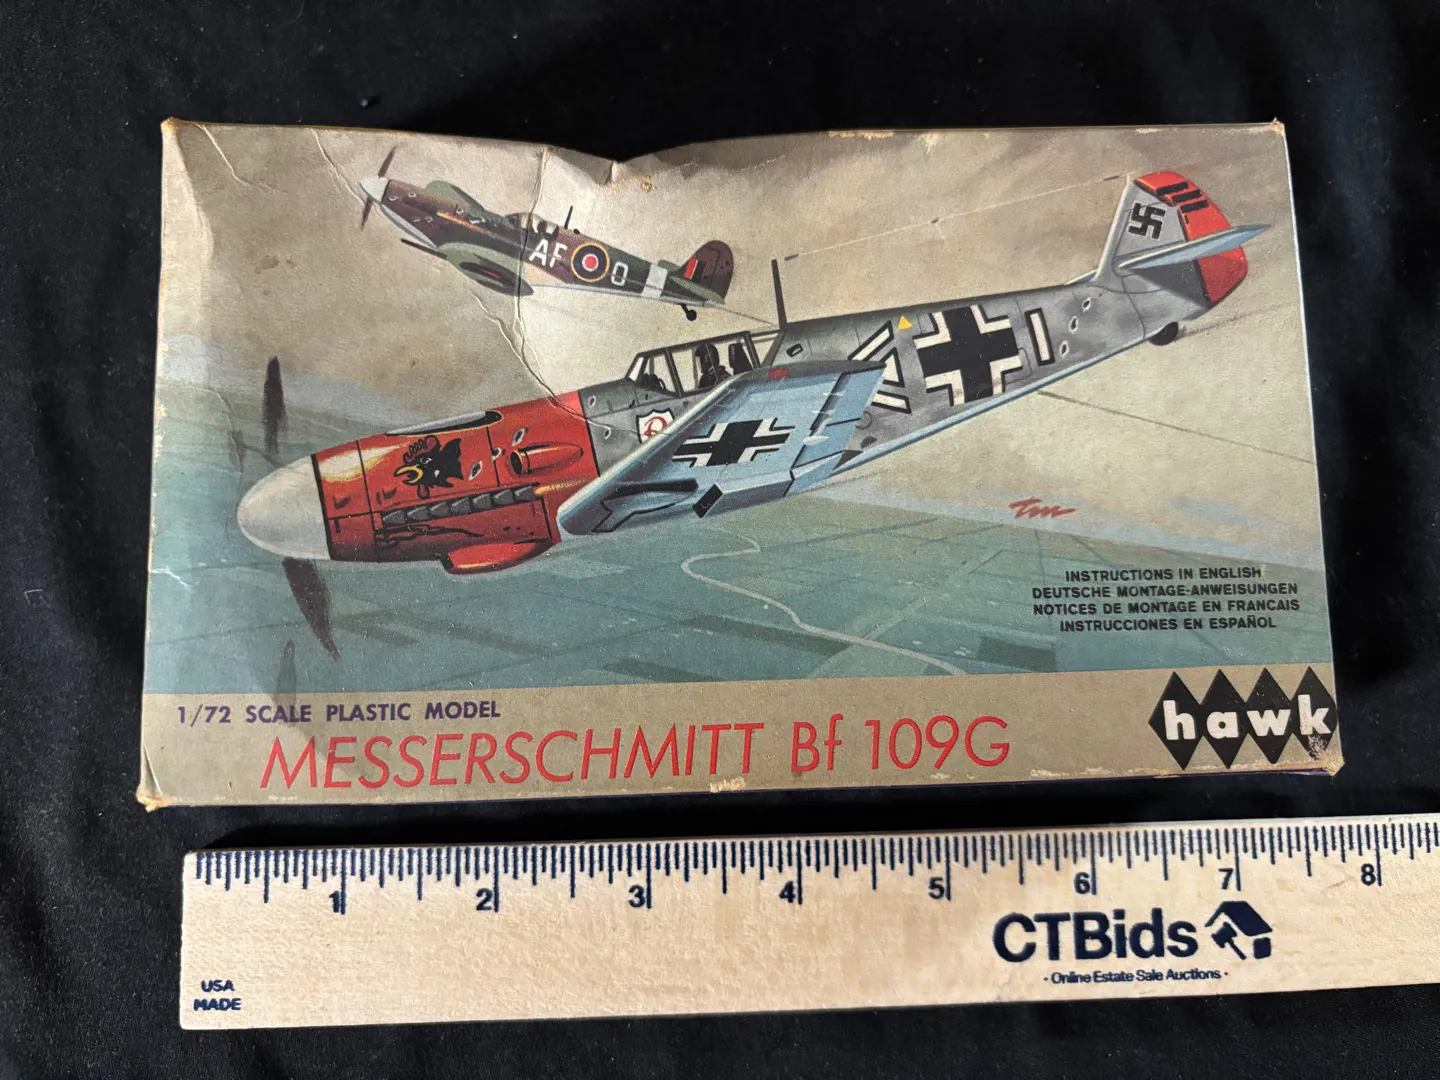 AF O
tm
INSTRUCTIONS IN ENGLISH
DEUTSCHE MONTAGE-ANWEISUNGEN
NOTICES DE MONTAGE EN FRANCAIS
INSTRUCCIONES EN ESPAÑOL
1/72 SCALE PLASTIC MODEL
MESSERSCHMITT Bf 109G
hawk
1 2 3 4 5 6 7 8
CTBids
· Online Estate Sale Auctions ·
USA
MADE